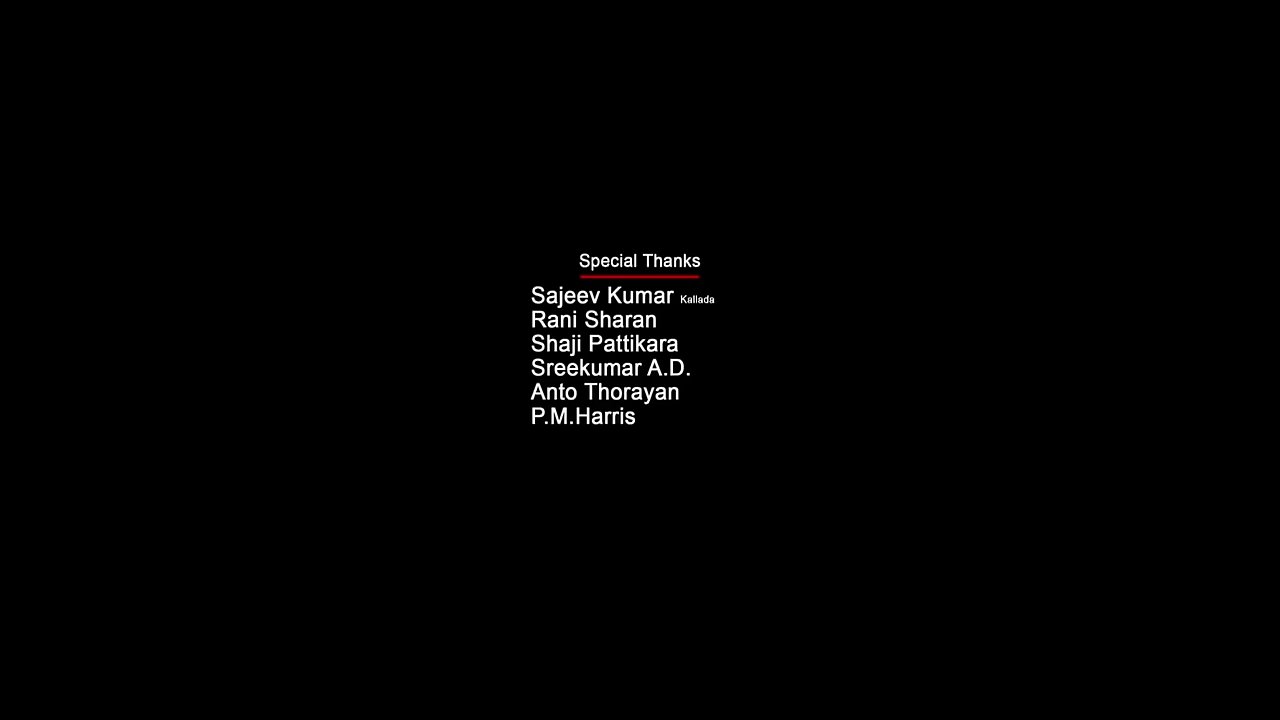 Special Thanks
Sajeev Kumar Kallada
Rani Sharan
Shaji Pattikara
Sreekumar A.D.
Anto Thorayan
P.M.Harris